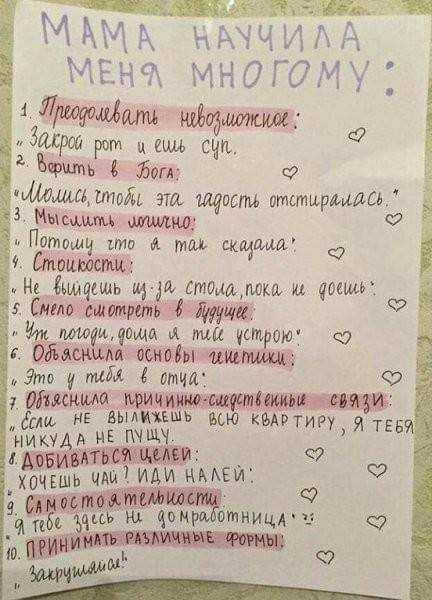 МАМА НАУЧИЛА
МЕНЯ МНОГОМУ:
1. Преодолевать невозможное:
„Закрой рот и ешь суп.
2. Верить в Бога:
„Молись, чтобы эта гадость отстиралась."
3. Мыслить логично:
„Потому что я так сказала".
4. Стойкости:
„Не выйдешь из-за стола, пока не доешь".
5. Смело смотреть в будущее:
„Уж погоди, дома я тебе устрою"
6. Объяснила основы генетики:
„Это у тебя в отца".
7. Объяснила причинно-следственные связи:
„Если НЕ ВЫЛИЖЕШЬ ВСЮ КВАРТИРУ, Я ТЕБЯ
НИКУДА НЕ ПУЩУ.
8. ДОБИВАТЬСЯ ЦЕЛЕЙ:
"ХОЧЕШЬ ЧАЙ? ИДИ НАЛЕЙ".
9. Самостоятельности
"Я тебе здесь не домработница"
10. ПРИНИМАТЬ РАЗЛИЧНЫЕ ФОРМЫ:
„Закругляйся!"